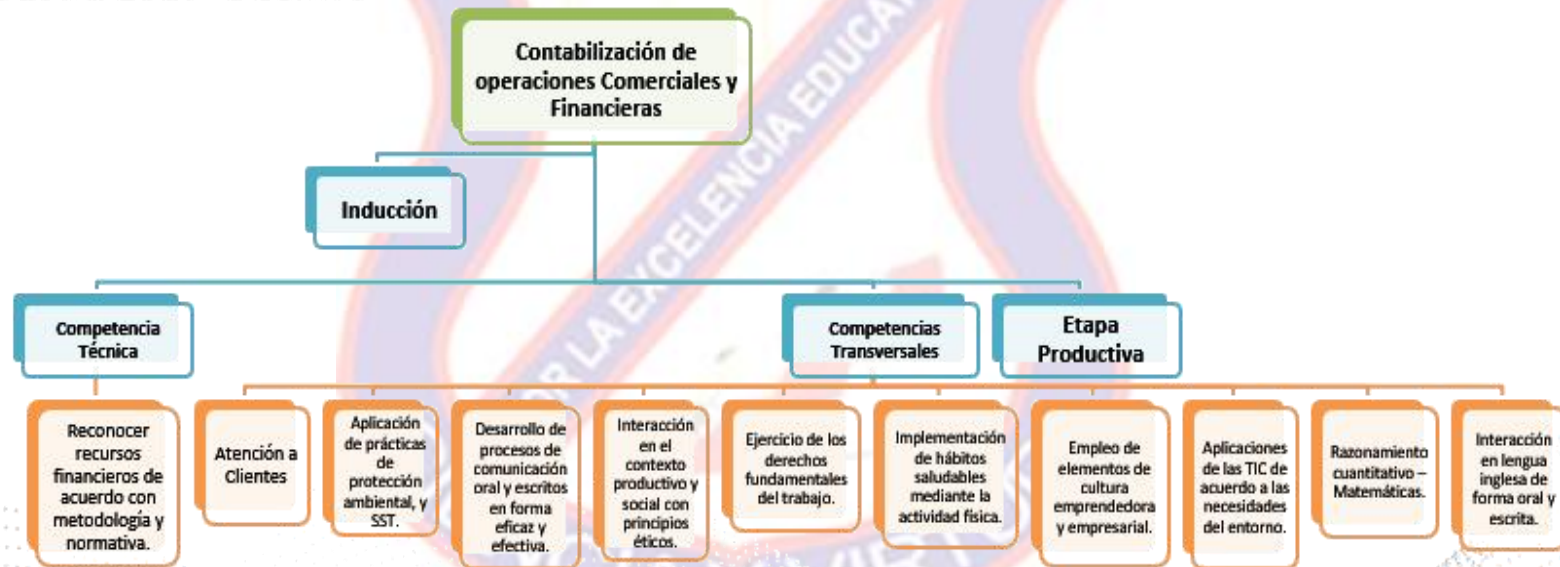 Contabilización de
operaciones Comerciales y
Financieras
Inducción
Competencia
Técnica
Competencias
Transversales
Etapa
Productiva
Reconocer
recursos
financieros de
acuerdo con
metodología y
normativa.
Atención a
Clientes
Aplicación
de prácticas
de
protección
ambiental, y
SST.
Desarrollo de
procesos de
comunicación
oral y escritos
en forma
eficaz y
efectiva.
Interacción
en el
contexto
productivo y
social con
principios
éticos.
Ejercicio de los
derechos
fundamentales
del trabajo.
Implementación
de hábitos
saludables
mediante la
actividad física.
Empleo de
elementos de
cultura
emprendedora
y empresarial.
Aplicaciones
de las TIC de
acuerdo a las
necesidades
del entorno.
Razonamiento
cuantitativo –
Matemáticas.
Interacción
en lengua
inglesa de
forma oral y
escrita.
LA EXCELENCIA